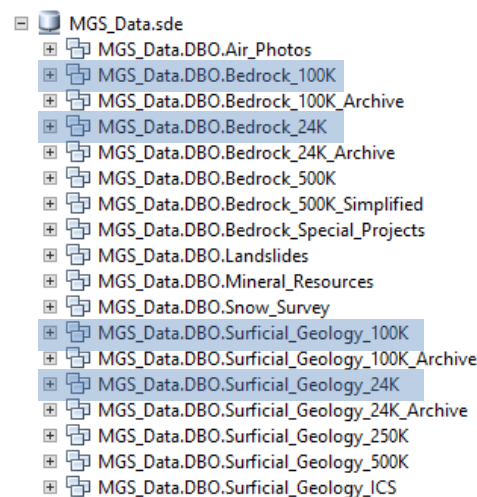 MGS_Data.sde
MGS_Data.DBO.Air_Photos
MGS_Data.DBO.Bedrock_100K
MGS_Data.DBO.Bedrock_100K_Archive
MGS_Data.DBO.Bedrock_24K
MGS_Data.DBO.Bedrock_24K_Archive
MGS_Data.DBO.Bedrock_500K
MGS_Data.DBO.Bedrock_500K_Simplified
MGS_Data.DBO.Bedrock_Special_Projects
MGS_Data.DBO.Landslides
MGS_Data.DBO.Mineral_Resources
MGS_Data.DBO.Snow_Survey
MGS_Data.DBO.Surficial_Geology_100K
MGS_Data.DBO.Surficial_Geology_100K_Archive
MGS_Data.DBO.Surficial_Geology_24K
MGS_Data.DBO.Surficial_Geology_24K_Archive
MGS_Data.DBO.Surficial_Geology_250K
MGS_Data.DBO.Surficial_Geology_500K
MGS_Data.DBO.Surficial_Geology_ICS